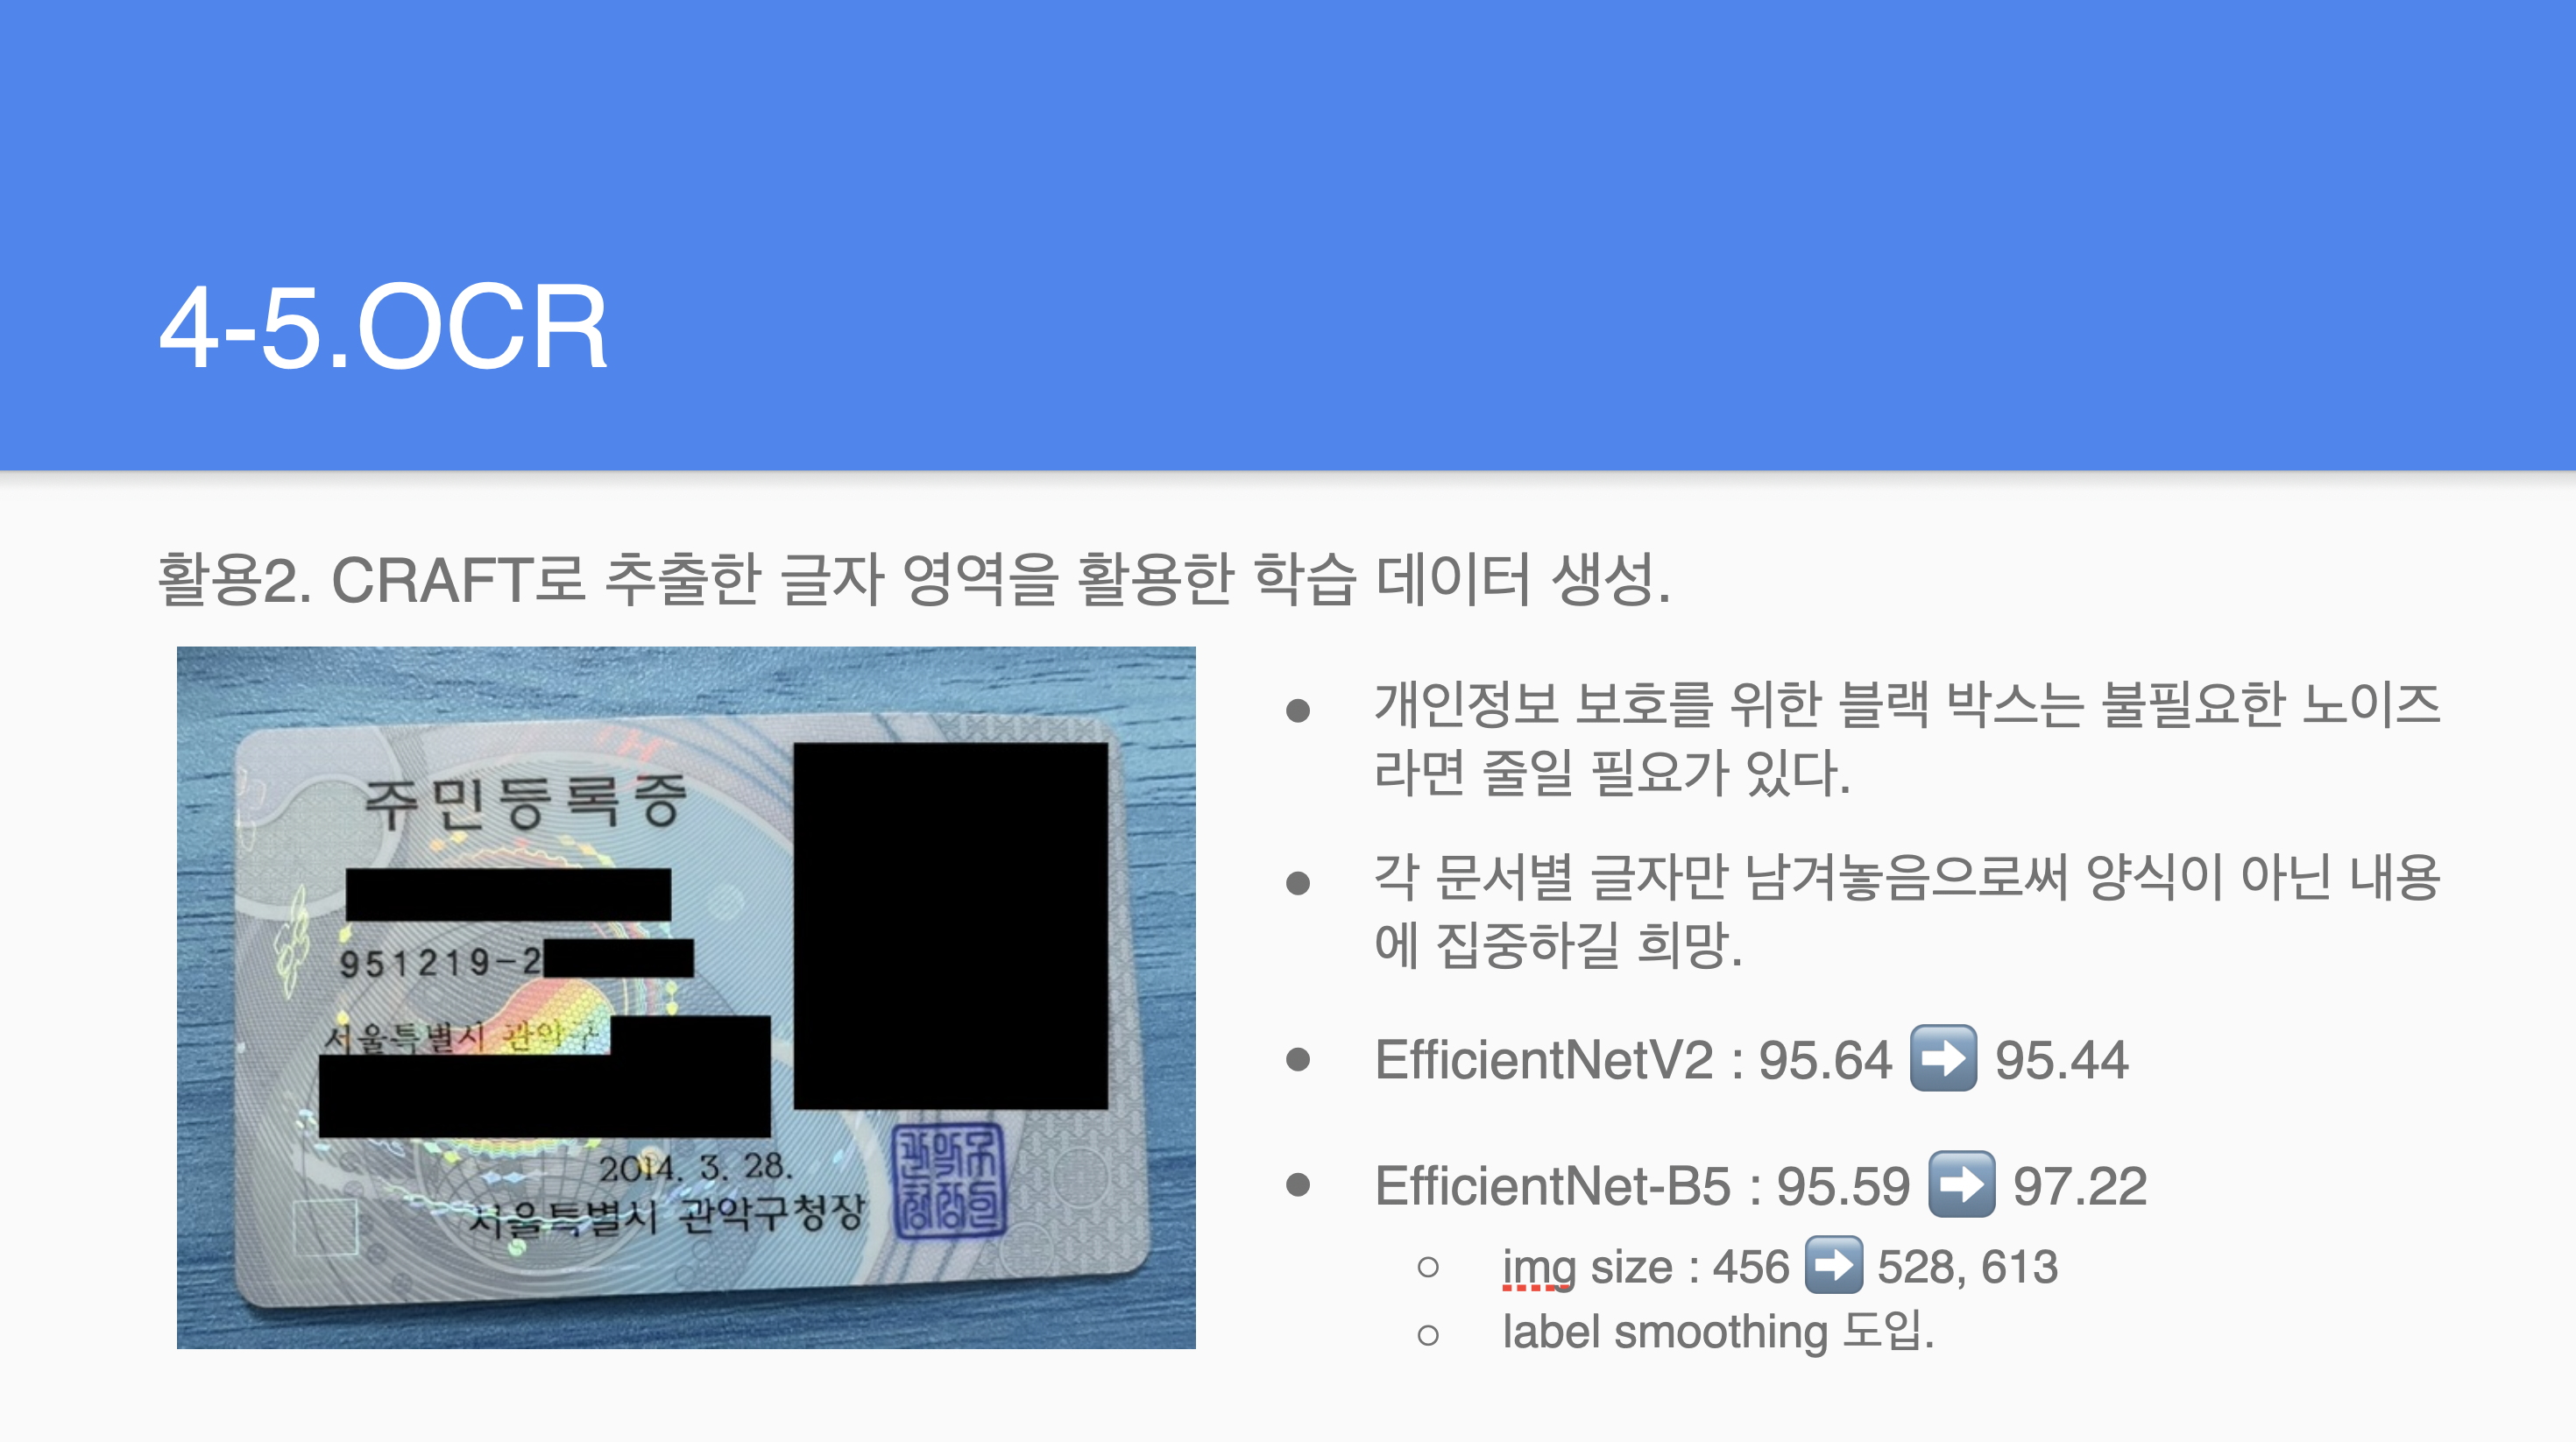 4-5.OCR
활용2. CRAFT로 추출한 글자 영역을 활용한 학습 데이터 생성.
주민등록증
951219-2
서울특별시 관악구
2014. 3. 28.
서울특별시 관악구청장
● 개인정보 보호를 위한 블랙 박스는 불필요한 노이즈
라면 줄일 필요가 있다.
● 각 문서별 글자만 남겨놓음으로써 양식이 아닌 내용
에 집중하길 희망.
● EfficientNetV2 : 95.64 ➡️ 95.44
● EfficientNet-B5 : 95.59 ➡️ 97.22
○ img size : 456 ➡️ 528, 613
○ label smoothing 도입.